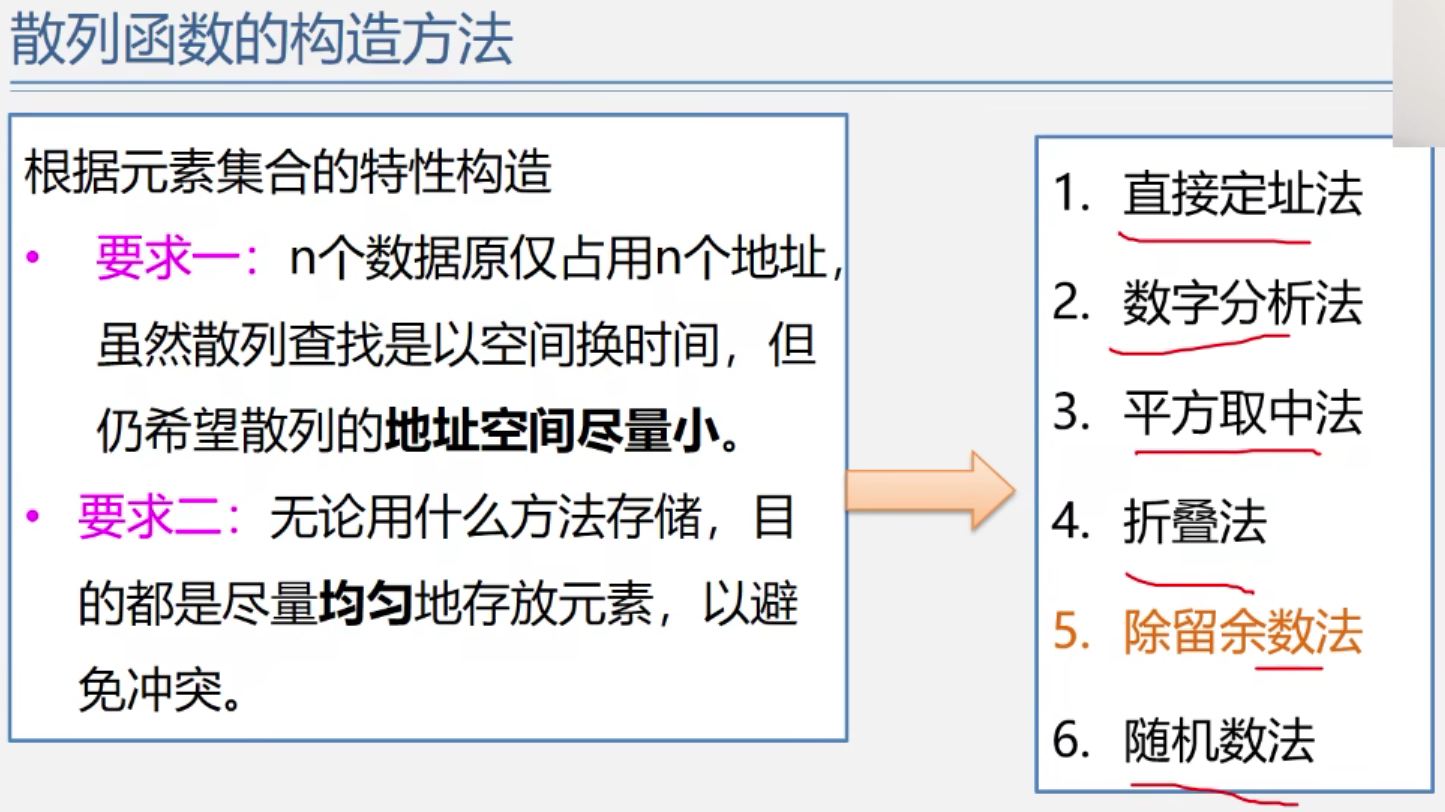 散列函数的构造方法
根据元素集合的特性构造
• 要求一：n个数据原仅占用n个地址，
虽然散列查找是以空间换时间，但
仍希望散列的地址空间尽量小。
• 要求二：无论用什么方法存储，目
的都是尽量均匀地存放元素，以避
免冲突。
1. 直接定址法
2. 数字分析法
3. 平方取中法
4. 折叠法
5. 除留余数法
6. 随机数法